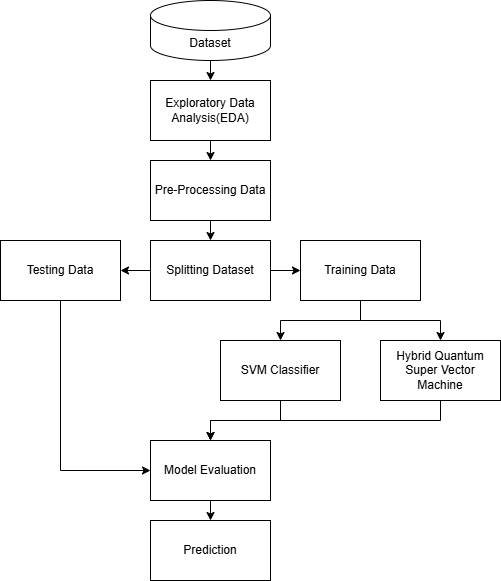 Dataset
Exploratory Data
Analysis(EDA)
Pre-Processing Data
Testing Data
Splitting Dataset
Training Data
SVM Classifier
Hybrid Quantum
Super Vector
Machine
Model Evaluation
Prediction